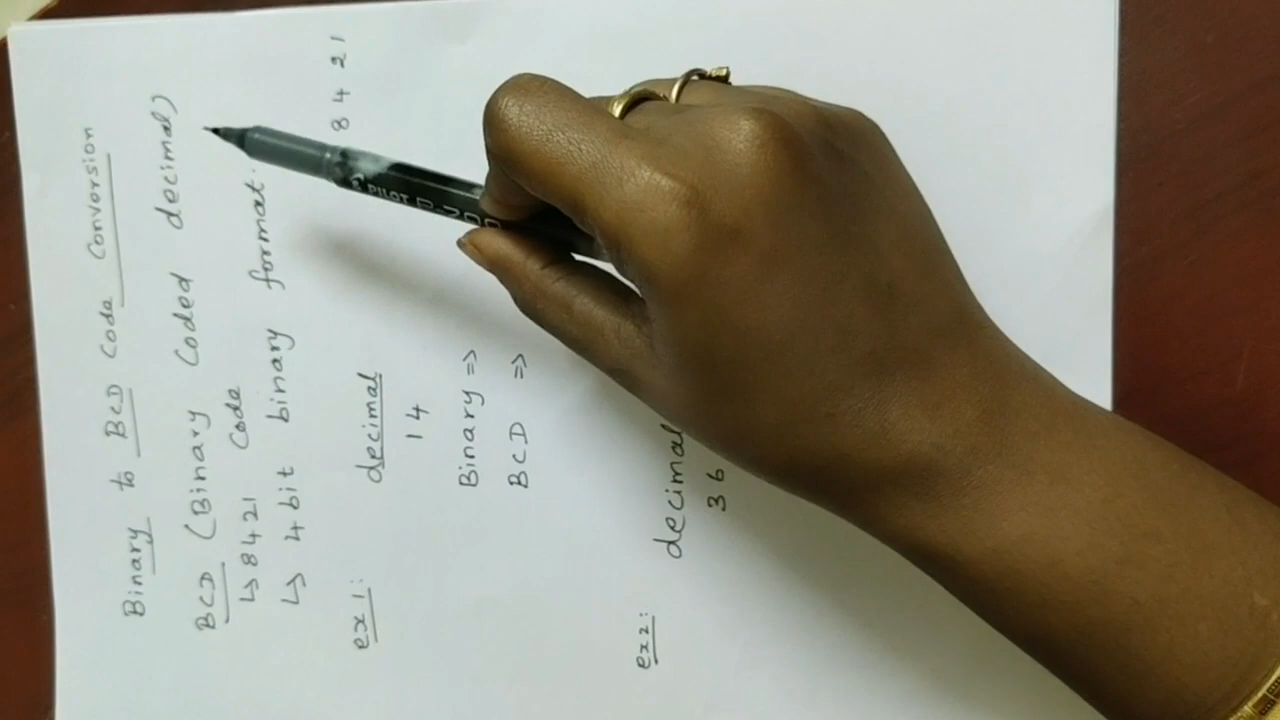 Binary to BCD Code Conversion
BCD (Binary Coded decimal)
↳ 8421 Code
↳ 4 bit binary format.
8 4 2 1
ex 1: decimal
14
Binary =>
BCD =>
ex 2: decimal
36
PILOT